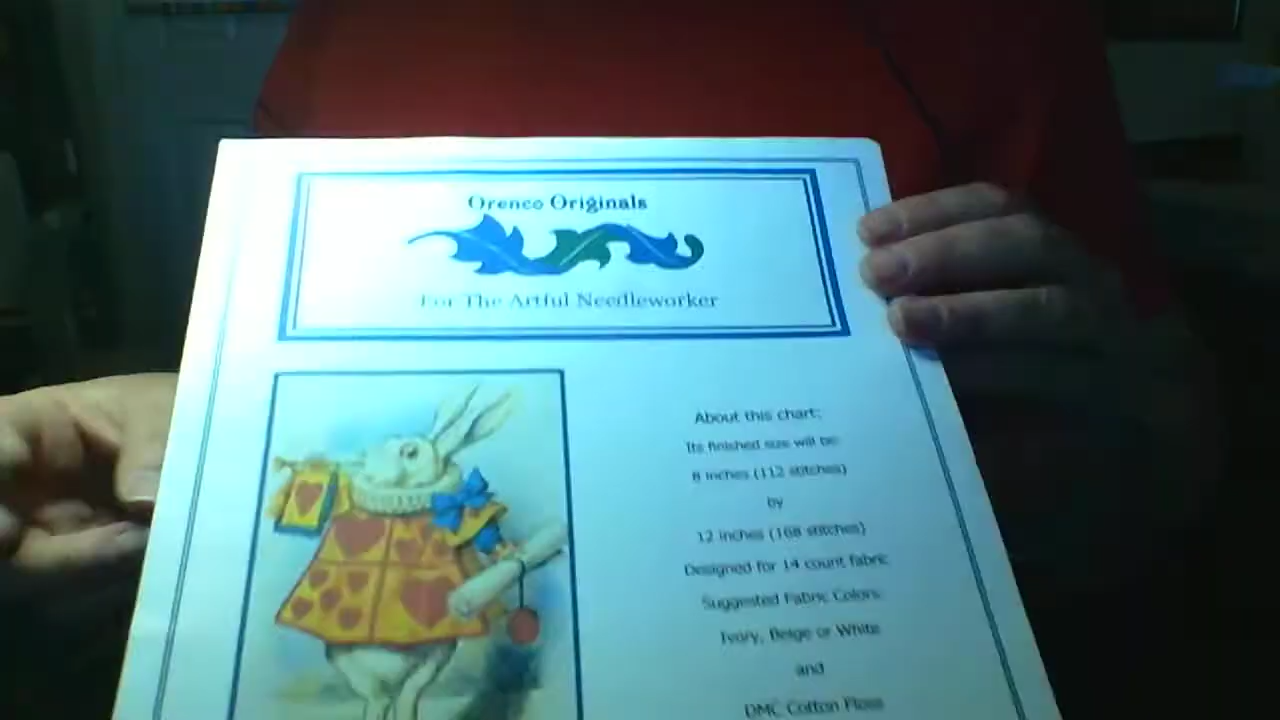 Orenco Originals
For The Artful Needleworker
About this chart:
Its finished size will be:
8 inches (112 stitches)
by
12 inches (168 stitches)
Designed for 14 count fabric
Suggested Fabric Colors:
Ivory, Beige or White
and
DMC Cotton Floss